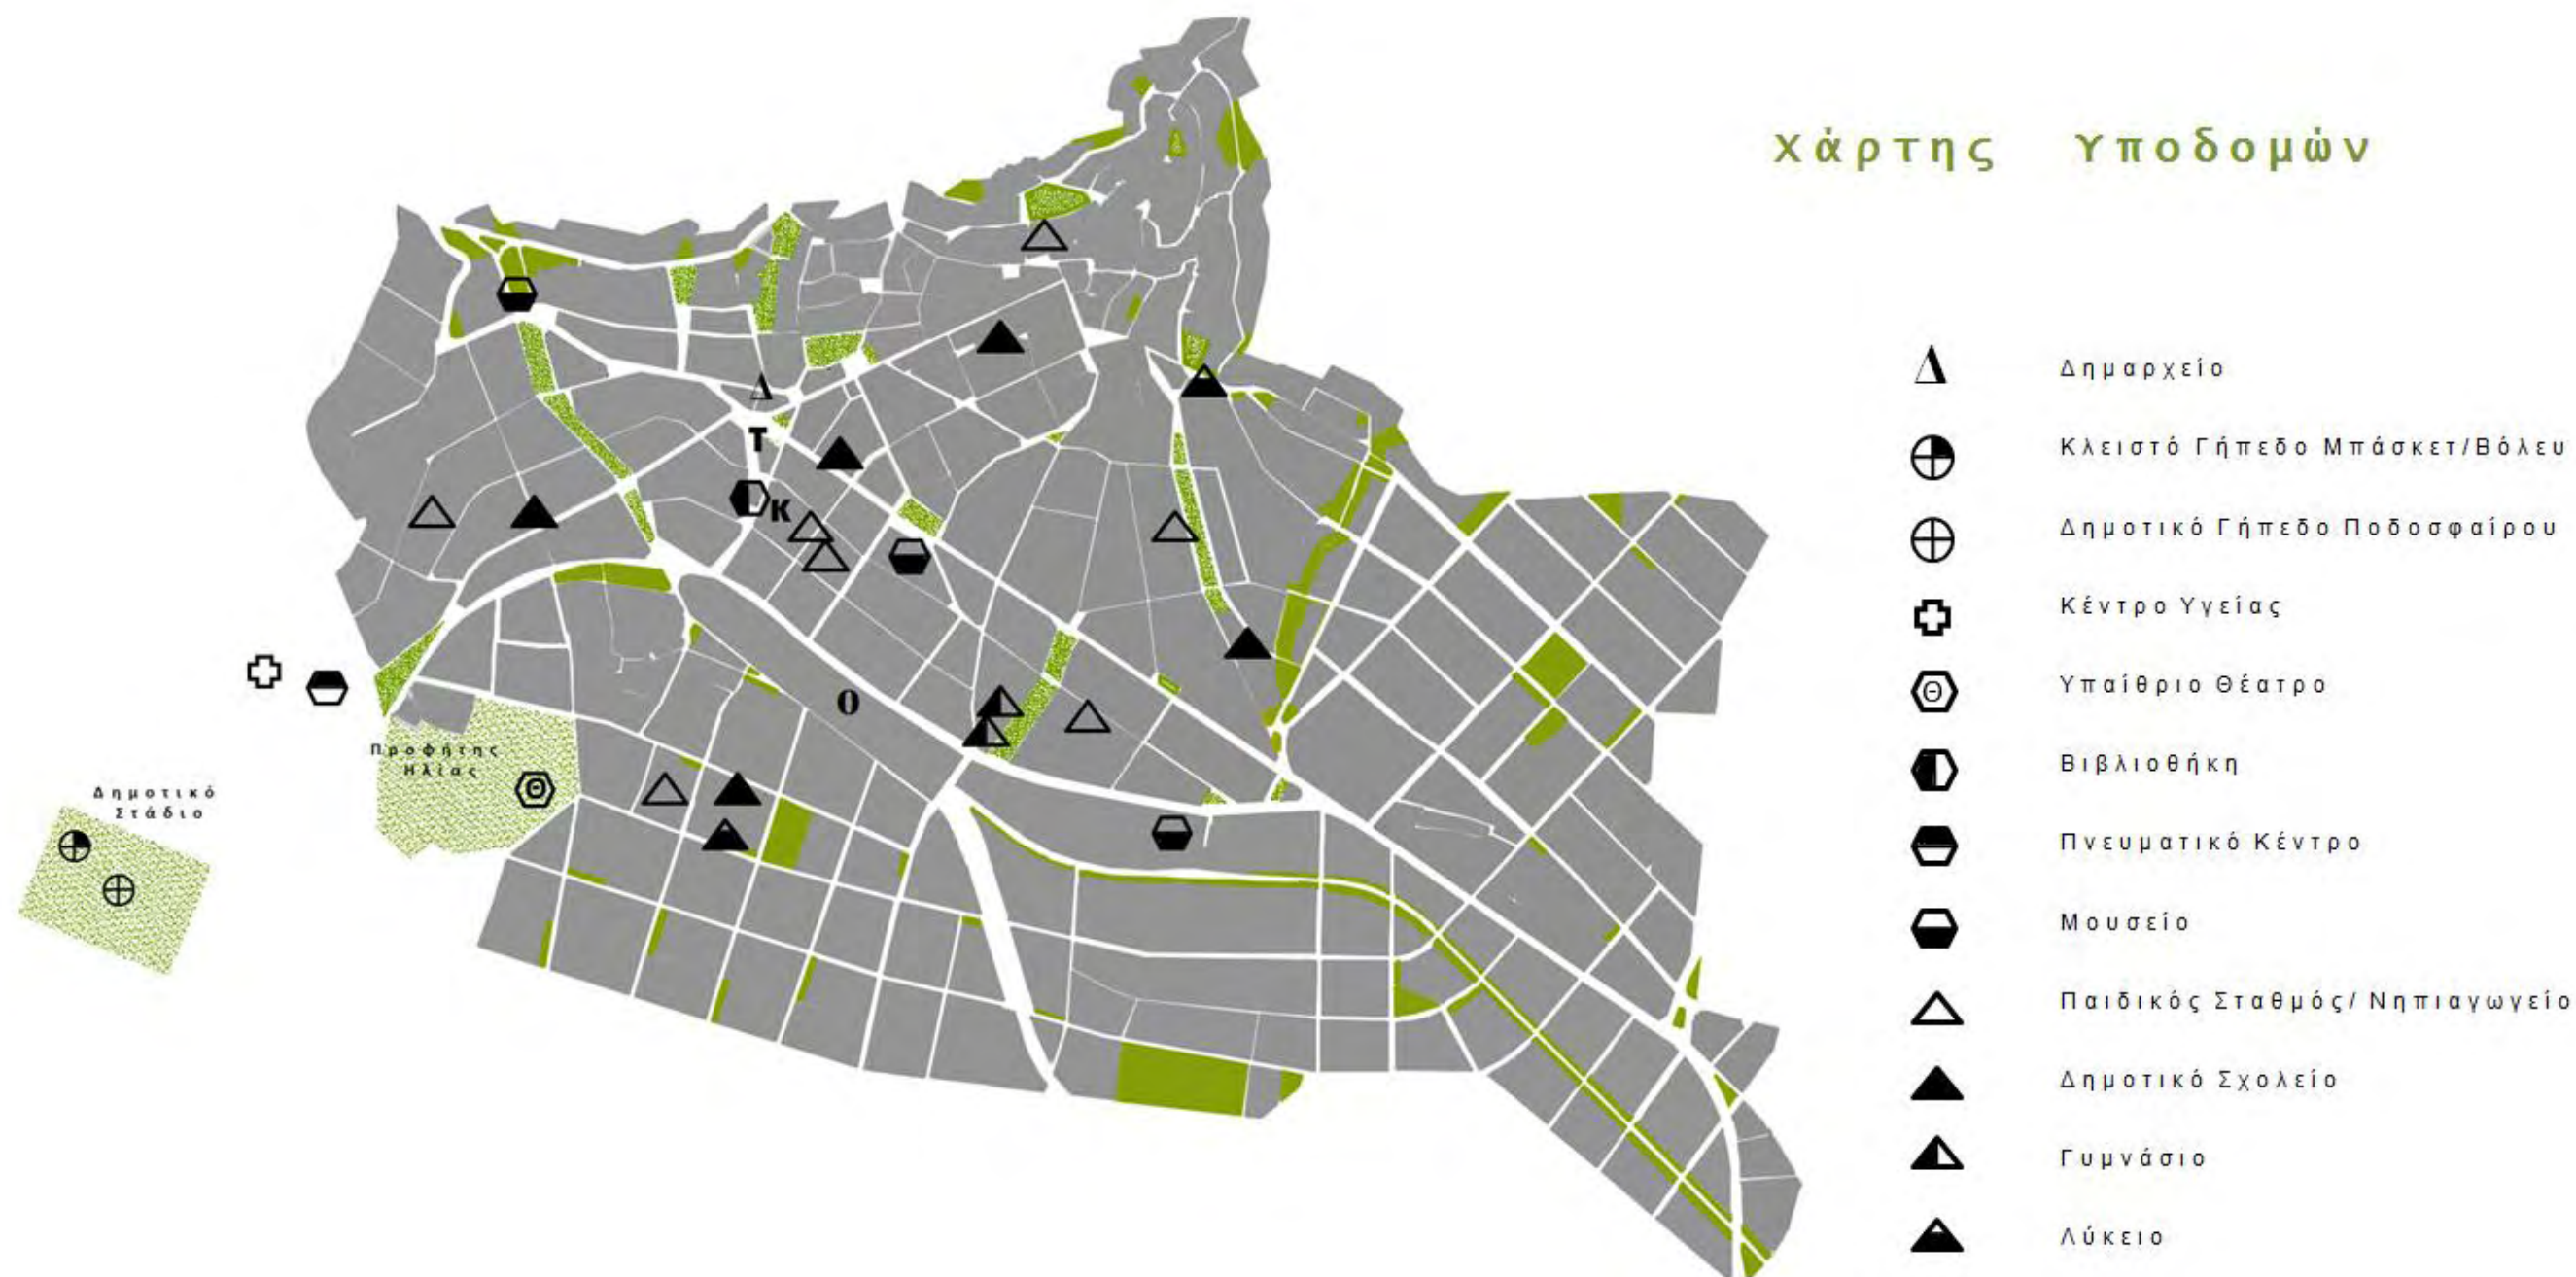 Χάρτης Υποδομών
Δημαρχείο
Κλειστό Γήπεδο Μπάσκετ/Βόλευ
Δημοτικό Γήπεδο Ποδοσφαίρου
Κέντρο Υγείας
Υπαίθριο Θέατρο
Βιβλιοθήκη
Πνευματικό Κέντρο
Μουσείο
Παιδικός Σταθμός/ Νηπιαγωγείο
Δημοτικό Σχολείο
Γυμνάσιο
Λύκειο
Δ
Τ
Κ
Ο
Προφήτης
Ηλίας
Θ
Δημοτικό
Στάδιο
Δ
Θ